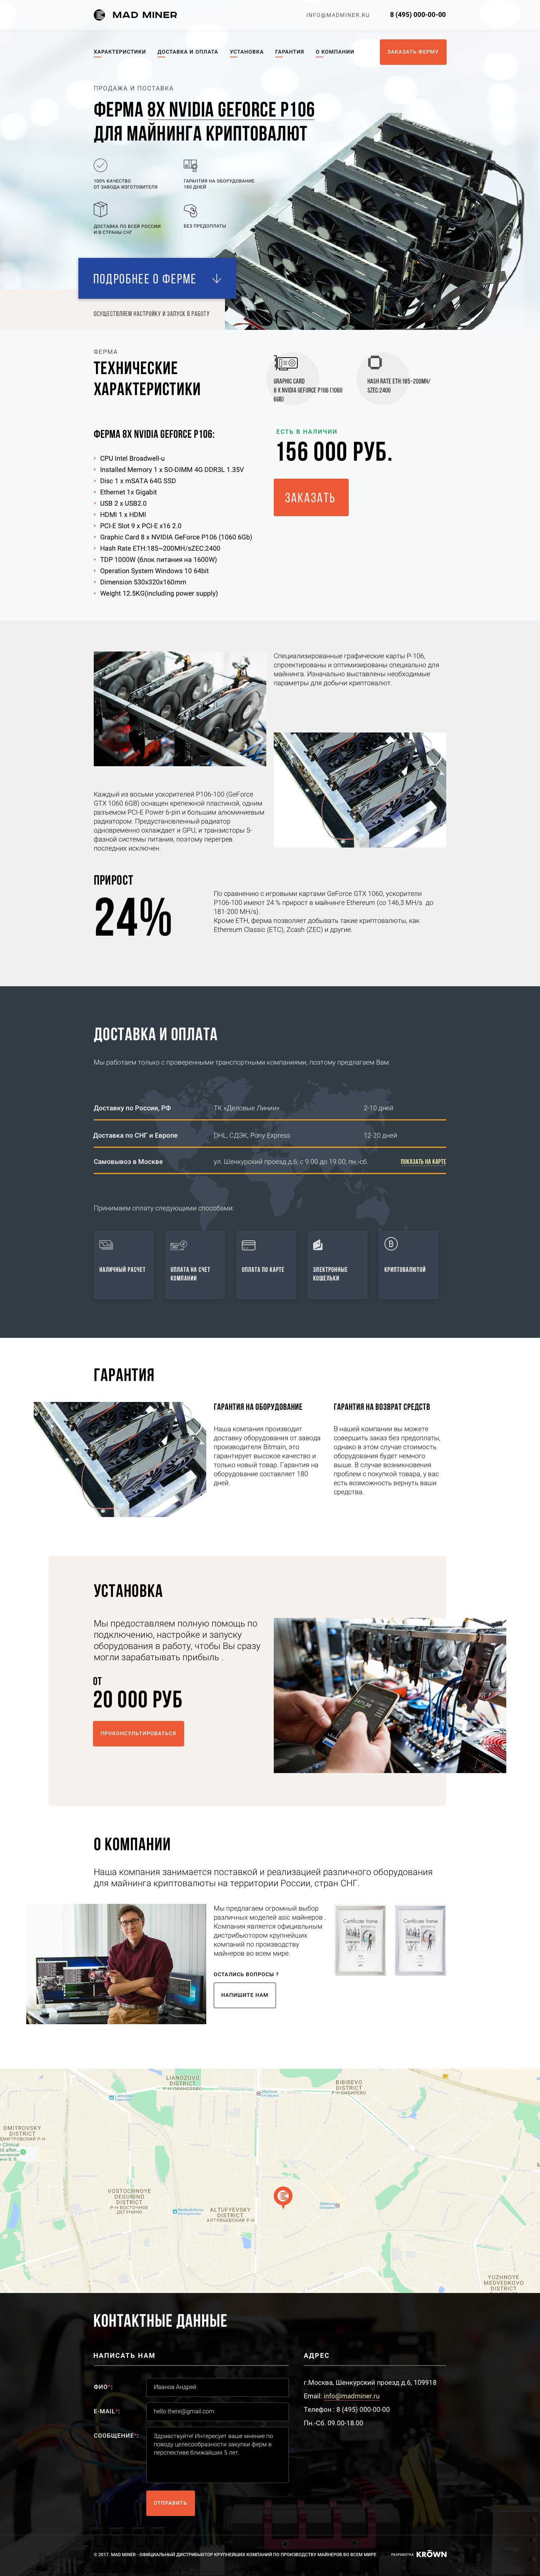 MAD MINER
INFO@MADMINER.RU
8 (495) 000-00-00
ХАРАКТЕРИСТИКИ
ДОСТАВКА И ОПЛАТА
УСТАНОВКА
ГАРАНТИЯ
О КОМПАНИИ
ЗАКАЗАТЬ ФЕРМУ
ПРОДАЖА И ПОСТАВКА
ФЕРМА 8X NVIDIA GEFORCE P106
ДЛЯ МАЙНИНГА КРИПТОВАЛЮТ
100% КАЧЕСТВО
ОТ ЗАВОДА ИЗГОТОВИТЕЛЯ
ГАРАНТИЯ НА ОБОРУДОВАНИЕ
180 ДНЕЙ
ДОСТАВКА ПО ВСЕЙ РОССИИ
И В СТРАНЫ СНГ
БЕЗ ПРЕДОПЛАТЫ
ПОДРОБНЕЕ О ФЕРМЕ
ОСУЩЕСТВЛЯЕМ НАСТРОЙКУ И ЗАПУСК В РАБОТУ
ФЕРМА
ТЕХНИЧЕСКИЕ
ХАРАКТЕРИСТИКИ
GRAPHIC CARD
8 X NVIDIA GEFORCE P106 (1060
6GB)
HASH RATE ETH:185~200MH/
SZEC:2400
ФЕРМА 8X NVIDIA GEFORCE P106:
CPU Intel Broadwell-u
Installed Memory 1 x SO-DIMM 4G DDR3L 1.35V
Disc 1 x mSATA 64G SSD
Ethernet 1x Gigabit
USB 2 x USB2.0
HDMI 1 x HDMI
PCI-E Slot 9 x PCI-E x16 2.0
Graphic Card 8 x NVIDIA GeForce P106 (1060 6Gb)
Hash Rate ETH:185~200MH/sZEC:2400
TDP 1000W (блок питания на 1600W)
Operation System Windows 10 64bit
Dimension 530x320x160mm
Weight 12.5KG(including power supply)
ЕСТЬ В НАЛИЧИИ
156 000 РУБ.
ЗАКАЗАТЬ
Специализированные графические карты P-106,
спроектированы и оптимизированы специально для
майнинга. Изначально выставлены необходимые
параметры для добычи криптовалют.
Каждый из восьми ускорителей P106-100 (GeForce
GTX 1060 6GB) оснащен крепежной пластиной, одним
разъемом PCI-E Power 6-pin и большим алюминиевым
радиатором. Предустановленный радиатор
одновременно охлаждает и GPU, и транзисторы 5-
фазной системы питания, поэтому перегрев
последних исключен.
ПРИРОСТ
24%
По сравнению с игровыми картами GeForce GTX 1060, ускорители
P106-100 имеют 24 % прирост в майнинге Ethereum (со 146,3 MH/s до
181-200 MH/s).
Кроме ETH, ферма позволяет добывать такие криптовалюты, как
Ethereum Classic (ETC), Zcash (ZEC) и другие.
ДОСТАВКА И ОПЛАТА
Мы работаем только с проверенными транспортными компаниями, поэтому предлагаем Вам:
Доставку по России, РФ
ТК «Деловые Линии»
2-10 дней
Доставка по СНГ и Европе
DHL, СДЭК, Pony Express
12-20 дней
Самовывоз в Москве
ул. Шенкурский проезд д.6; с 9.00 до 19.00; пн.-сб.
ПОКАЗАТЬ НА КАРТЕ
Принимаем оплату следующими способами:
НАЛИЧНЫЙ РАСЧЕТ
ОПЛАТА НА СЧЕТ
КОМПАНИИ
ОПЛАТА ПО КАРТЕ
ЭЛЕКТРОННЫЕ
КОШЕЛЬКИ
КРИПТОВАЛЮТОЙ
ГАРАНТИЯ
ГАРАНТИЯ НА ОБОРУДОВАНИЕ
Наша компания производит
доставку оборудования от завода
производителя Bitmain, это
гарантирует высокое качество и
только новый товар. Гарантия на
оборудование составляет 180
дней.
ГАРАНТИЯ НА ВОЗВРАТ СРЕДСТВ
В нашей компании вы можете
совершить заказ без предоплаты,
однако в этом случае стоимость
оборудования будет немного
выше. В случае возникновения
проблем с покупкой товара, у вас
есть возможность вернуть ваши
средства.
УСТАНОВКА
Мы предоставляем полную помощь по
подключению, настройке и запуску
оборудования в работу, чтобы Вы сразу
могли зарабатывать прибыль .
ОТ
20 000 РУБ
ПРОКОНСУЛЬТИРОВАТЬСЯ
О КОМПАНИИ
Наша компания занимается поставкой и реализацией различного оборудования
для майнинга криптовалюты на территории России, стран СНГ.
Мы предлагаем огромный выбор
различных моделей asic майнеров .
Компания является официальным
дистрибьютором крупнейших
компаний по производству
майнеров во всем мире.
ОСТАЛИСЬ ВОПРОСЫ ?
НАПИШИТЕ НАМ
Certificate frame
Certificate frame
LIANOZOVO
DISTRICT
Р-Н ЛИАНОЗОВО
BIBIREVO
DISTRICT
Р-Н БИБИРЕВО
DMITROVSKY
DISTRICT
ДМИТРОВСКИЙ Р-Н
VOSTOCHNOYE
DEGUNINO
DISTRICT
Р-Н ВОСТОЧНОЕ
ДЕГУНИНО
ALTUFYEVSKY
DISTRICT
АЛТУФЬЕВСКИЙ Р-Н
YUZHNOYE
MEDVEDKOVO
DISTRICT
КОНТАКТНЫЕ ДАННЫЕ
НАПИСАТЬ НАМ
ФИО*:
Иванов Андрей
E-MAIL*:
hello.there@gmail.com
СООБЩЕНИЕ*:
Здравствуйте! Интересует ваше мнение по
поводу целесообразности закупки ферм в
перспективе ближайших 5 лет.
ОТПРАВИТЬ
АДРЕС
г.Москва, Шенкурский проезд д.6, 109918
Email: info@madminer.ru
Телефон : 8 (495) 000-00-00
Пн.-Сб. 09.00-18.00
© 2017 MAD MINER - ОФИЦИАЛЬНЫЙ ДИСТРИБЬЮТОР КРУПНЕЙШИХ КОМПАНИЙ ПО ПРОИЗВОДСТВУ МАЙНЕРОВ ВО ВСЕМ МИРЕ
РАЗРАБОТКА
KRÖWN